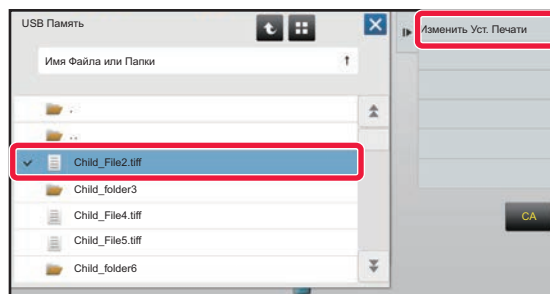 USB Память
Изменить Уст. Печати
Имя Файла или Папки
.
..
Child_File2.tiff
Child_folder3
Child_File4.tiff
Child_File5.tiff
Child_folder6
CA